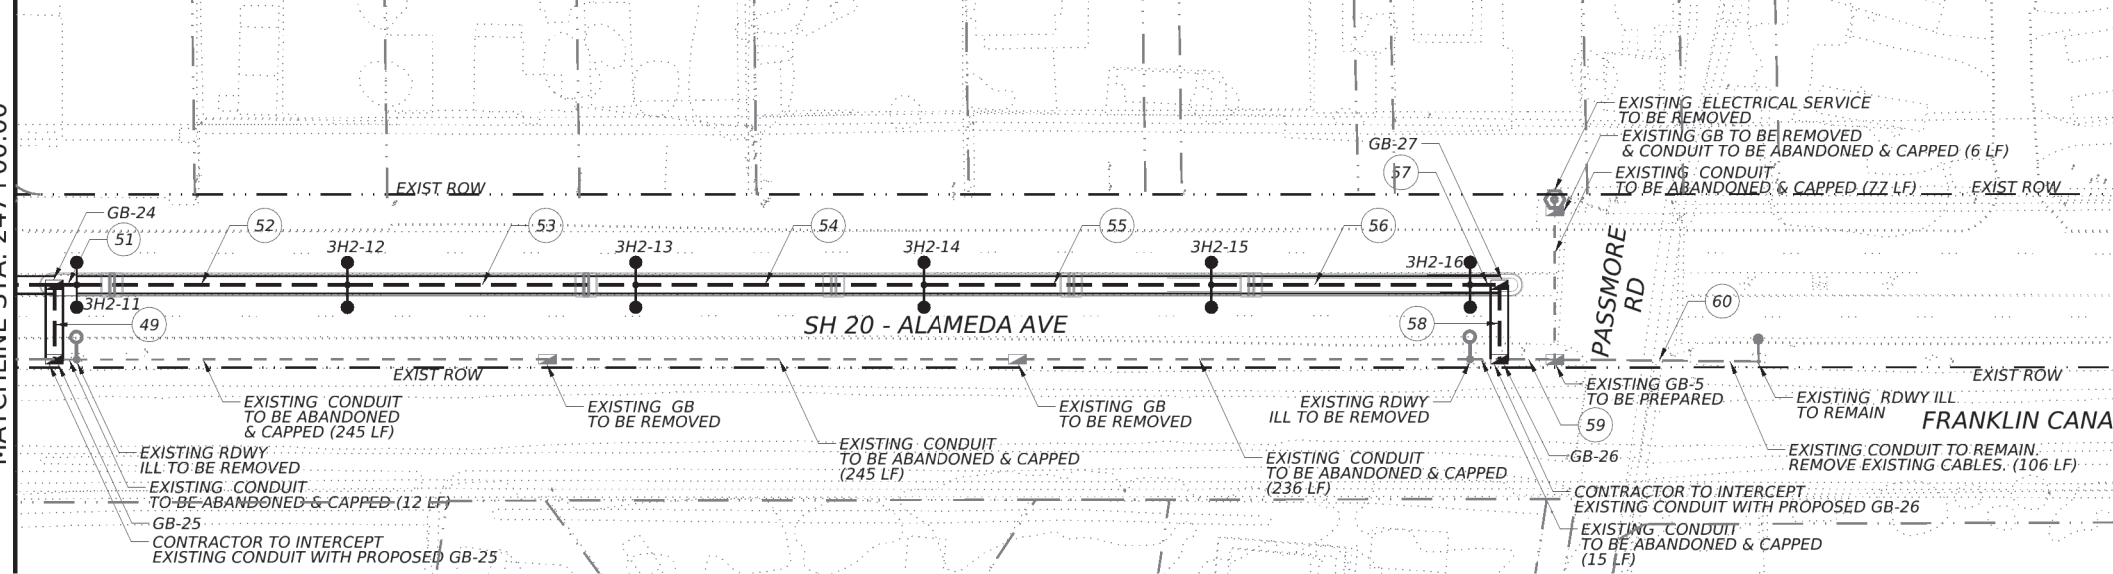 EXISTING ELECTRICAL SERVICE
TO BE REMOVED
EXISTING GB TO BE REMOVED
& CONDUIT TO BE ABANDONED & CAPPED (6 LF)
EXISTING CONDUIT
TO BE ABANDONED & CAPPED (77 LF)
EXIST ROW
GB-27
57
EXIST ROW
GB-24
51
52
53
54
55
56
3H2-12
3H2-13
3H2-14
3H2-15
3H2-16
3H2-11
49
SH 20 - ALAMEDA AVE
58
PASSMORE
RD
60
EXIST ROW
EXIST ROW
EXISTING CONDUIT
TO BE ABANDONED
& CAPPED (245 LF)
EXISTING GB
TO BE REMOVED
EXISTING GB
TO BE REMOVED
EXISTING RDWY
ILL TO BE REMOVED
EXISTING GB-5
TO BE PREPARED
EXISTING RDWY ILL
TO REMAIN
FRANKLIN CANA
59
GB-26
EXISTING CONDUIT TO REMAIN.
REMOVE EXISTING CABLES. (106 LF)
EXISTING CONDUIT
TO BE ABANDONED & CAPPED
(245 LF)
EXISTING CONDUIT
TO BE ABANDONED & CAPPED
(236 LF)
EXISTING RDWY
ILL TO BE REMOVED
EXISTING CONDUIT
TO BE ABANDONED & CAPPED (12 LF)
GB-25
CONTRACTOR TO INTERCEPT
EXISTING CONDUIT WITH PROPOSED GB-25
CONTRACTOR TO INTERCEPT
EXISTING CONDUIT WITH PROPOSED GB-26
EXISTING CONDUIT
TO BE ABANDONED & CAPPED
(15 LF)